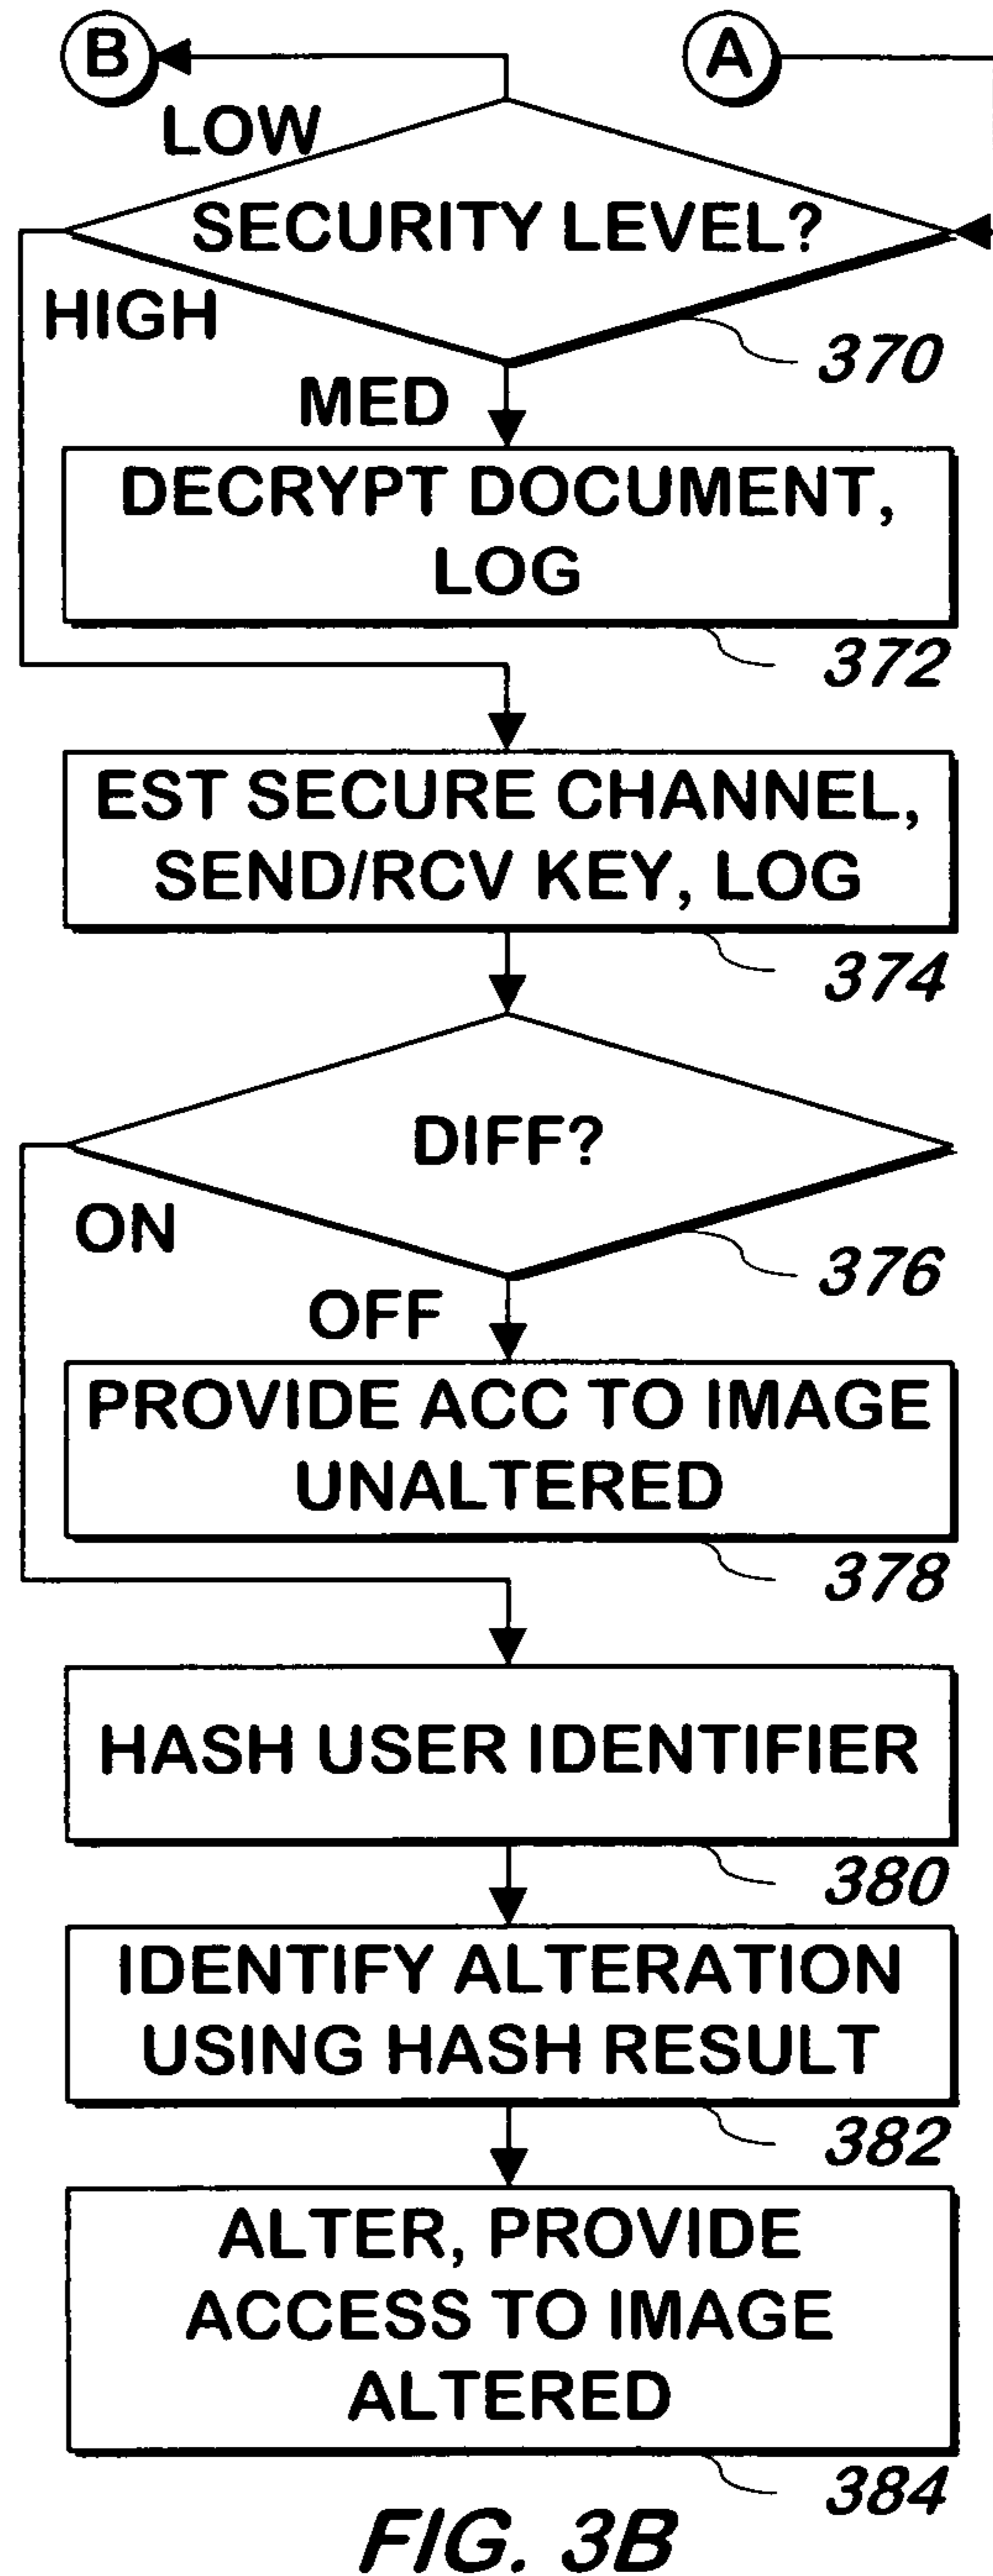 B
A
LOW
SECURITY LEVEL?
HIGH
370
MED
DECRYPT DOCUMENT,
LOG
372
EST SECURE CHANNEL,
SEND/RCV KEY, LOG
374
DIFF?
ON
376
OFF
PROVIDE ACC TO IMAGE
UNALTERED
378
HASH USER IDENTIFIER
380
IDENTIFY ALTERATION
USING HASH RESULT
382
ALTER, PROVIDE
ACCESS TO IMAGE
ALTERED
384
FIG. 3B